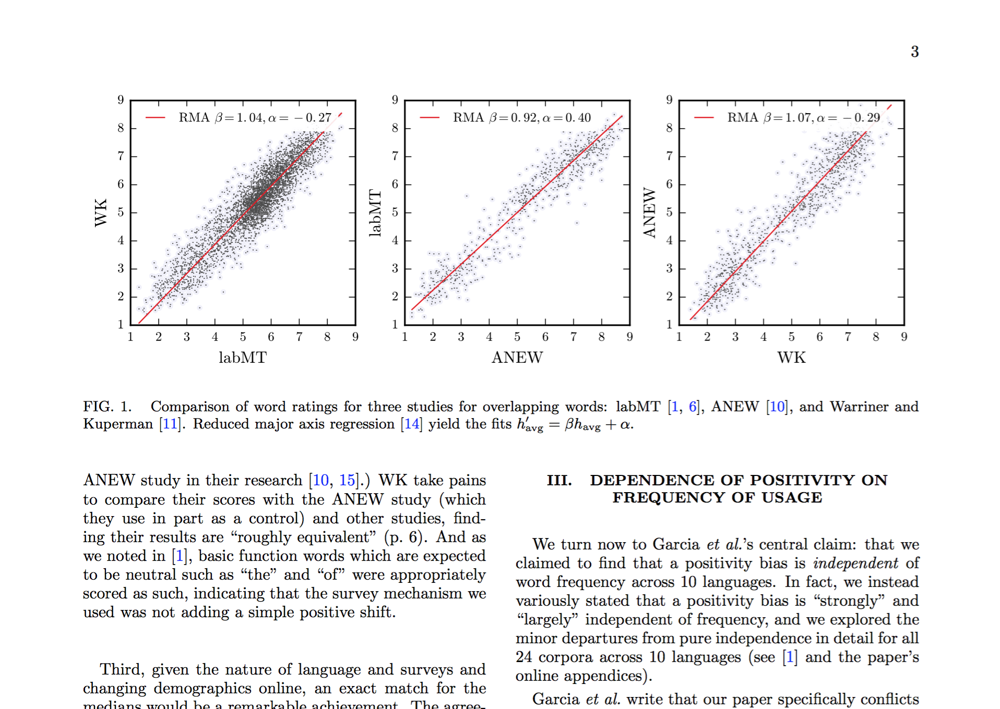 3
RMA β=1.04, α= −0.27
9
8
7
6
5
4
3
2
1
WK
1 2 3 4 5 6 7 8 9
labMT
RMA β=0.92, α=0.40
9
8
7
6
5
4
3
2
1
labMT
1 2 3 4 5 6 7 8 9
ANEW
RMA β=1.07, α= −0.29
9
8
7
6
5
4
3
2
1
ANEW
1 2 3 4 5 6 7 8 9
WK
FIG. 1. Comparison of word ratings for three studies for overlapping words: labMT [1, 6], ANEW [10], and Warriner and
Kuperman [11]. Reduced major axis regression [14] yield the fits h′avg = βhavg + α.
ANEW study in their research [10, 15].) WK take pains
to compare their scores with the ANEW study (which
they use in part as a control) and other studies, find-
ing their results are “roughly equivalent” (p. 6). And as
we noted in [1], basic function words which are expected
to be neutral such as “the” and “of” were appropriately
scored as such, indicating that the survey mechanism we
used was not adding a simple positive shift.
Third, given the nature of language and surveys and
changing demographics online, an exact match for the
medians would be a remarkable achievement. The agree-
III. DEPENDENCE OF POSITIVITY ON
FREQUENCY OF USAGE
We turn now to Garcia et al.’s central claim: that we
claimed to find that a positivity bias is independent of
word frequency across 10 languages. In fact, we instead
variously stated that a positivity bias is “strongly” and
“largely” independent of frequency, and we explored the
minor departures from pure independence in detail for all
24 corpora across 10 languages (see [1] and the paper’s
online appendices).
Garcia et al. write that our paper specifically conflicts